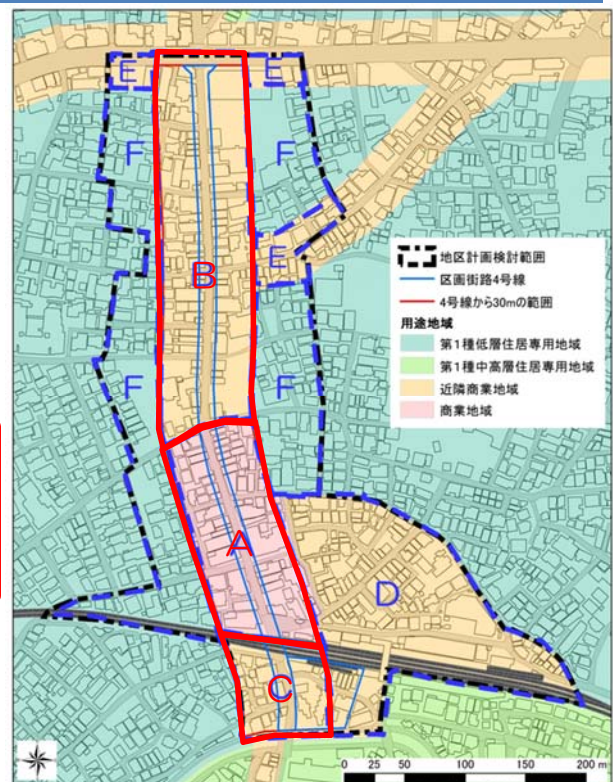 E
E
F
F
B
E
地区計画検討範囲
区画街路4号線
4号線から30mの範囲
用途地域
第1種低層住居専用地域
第1種中高層住居専用地域
近隣商業地域
商業地域
F
F
A
D
C
0 25 50 100 150 200 m